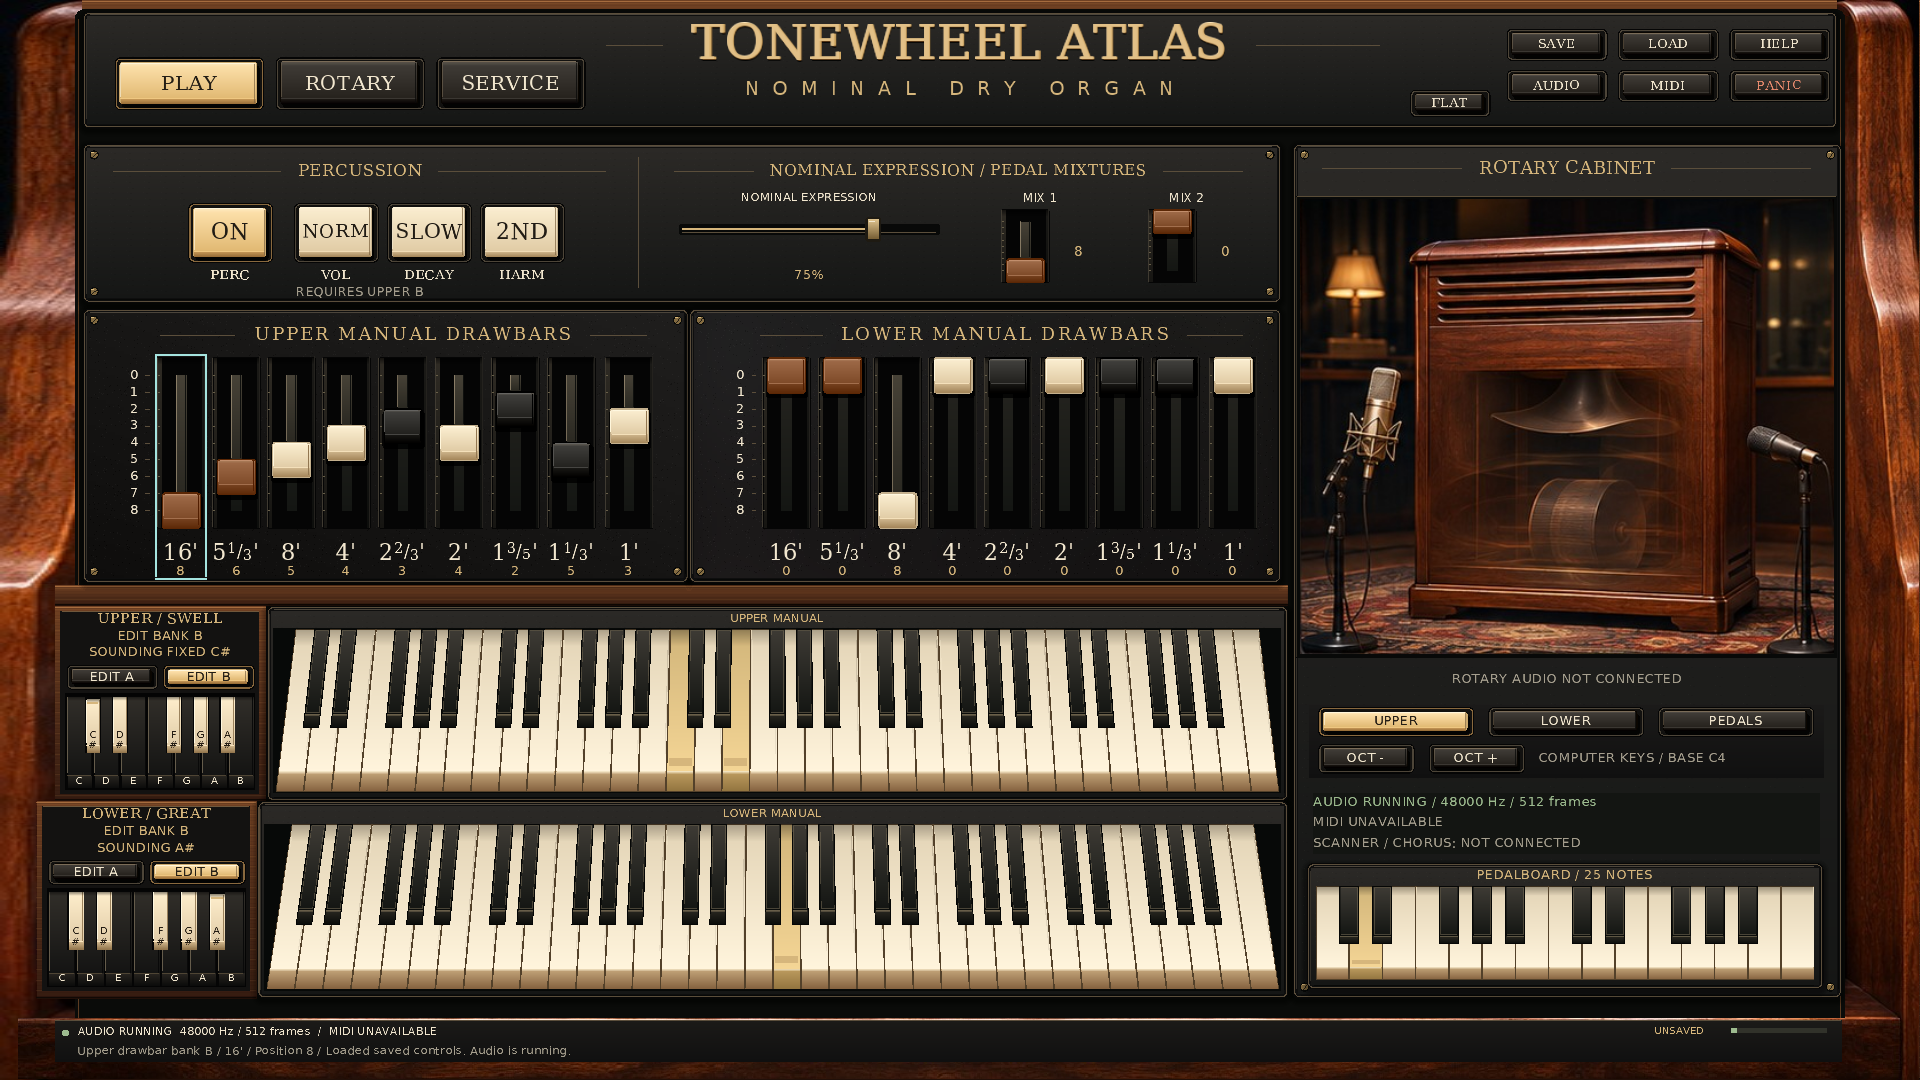 TONEWHEEL ATLAS
NOMINAL DRY ORGAN
PLAY
ROTARY
SERVICE
SAVE
LOAD
HELP
FLAT
AUDIO
MIDI
PANIC
PERCUSSION
ON
NORM
SLOW
2ND
PERC
VOL
DECAY
HARM
REQUIRES UPPER B
NOMINAL EXPRESSION / PEDAL MIXTURES
NOMINAL EXPRESSION
MIX 1
MIX 2
8
0
75%
ROTARY CABINET
UPPER MANUAL DRAWBARS
0
1
2
3
4
5
6
7
8
16' 5 1/3' 8' 4' 2 2/3' 2' 1 3/5' 1 1/3' 1'
8 6 5 4 3 4 2 5 3
LOWER MANUAL DRAWBARS
0
1
2
3
4
5
6
7
8
16' 5 1/3' 8' 4' 2 2/3' 2' 1 3/5' 1 1/3' 1'
0 0 8 0 0 0 0 0 0
UPPER / SWELL
EDIT BANK B
SOUNDING FIXED C#
EDIT A
EDIT B
C# D# F# G# A#
C D E F G A B
UPPER MANUAL
LOWER / GREAT
EDIT BANK B
SOUNDING A#
EDIT A
EDIT B
C# D# F# G# A#
C D E F G A B
LOWER MANUAL
ROTARY AUDIO NOT CONNECTED
UPPER
LOWER
PEDALS
OCT -
OCT +
COMPUTER KEYS / BASE C4
AUDIO RUNNING / 48000 Hz / 512 frames
MIDI UNAVAILABLE
SCANNER / CHORUS: NOT CONNECTED
PEDALBOARD / 25 NOTES
AUDIO RUNNING 48000 Hz / 512 frames / MIDI UNAVAILABLE
UNSAVED
Upper drawbar bank B / 16' / Position 8 / Loaded saved controls. Audio is running.